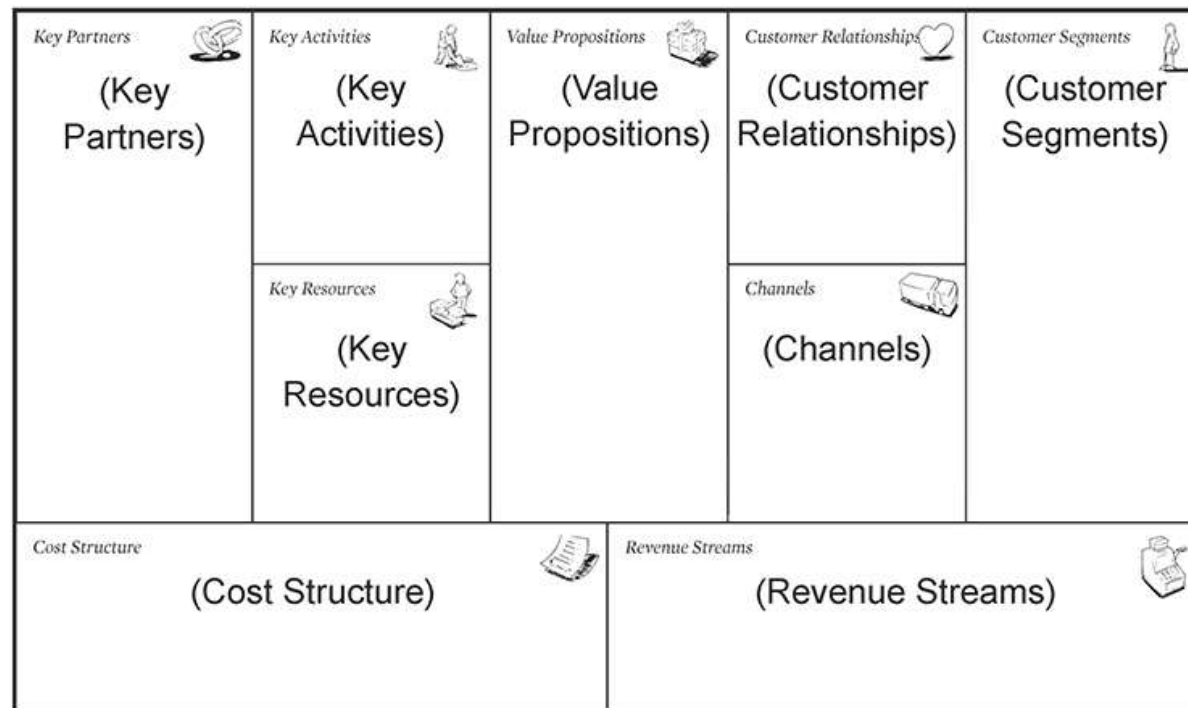 Key Partners
(Key
Partners)
Key Activities
(Key
Activities)
Key Resources
(Key
Resources)
Value Propositions
(Value
Propositions)
Customer Relationships
(Customer
Relationships)
Channels
(Channels)
Customer Segments
(Customer
Segments)
Cost Structure
(Cost Structure)
Revenue Streams
(Revenue Streams)